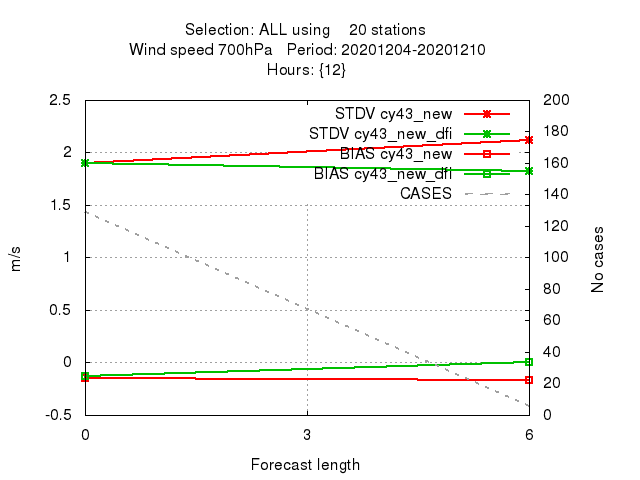 Selection: ALL using 20 stations
Wind speed 700hPa Period: 20201204-20201210
Hours: {12}
STDV cy43_new
STDV cy43_new_dfi
BIAS cy43_new
BIAS cy43_new_dfi
CASES
2.5
2
1.5
1
0.5
0
-0.5
m/s
200
180
160
140
120
100
80
60
40
20
0
No cases
0 3 6
Forecast length